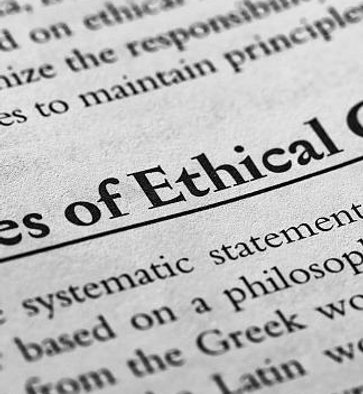 d on ethical
nize the responsibili
es to maintain principle
es of Ethical C
systematic statement
based on a philosop
from the Greek wo
Latin wo